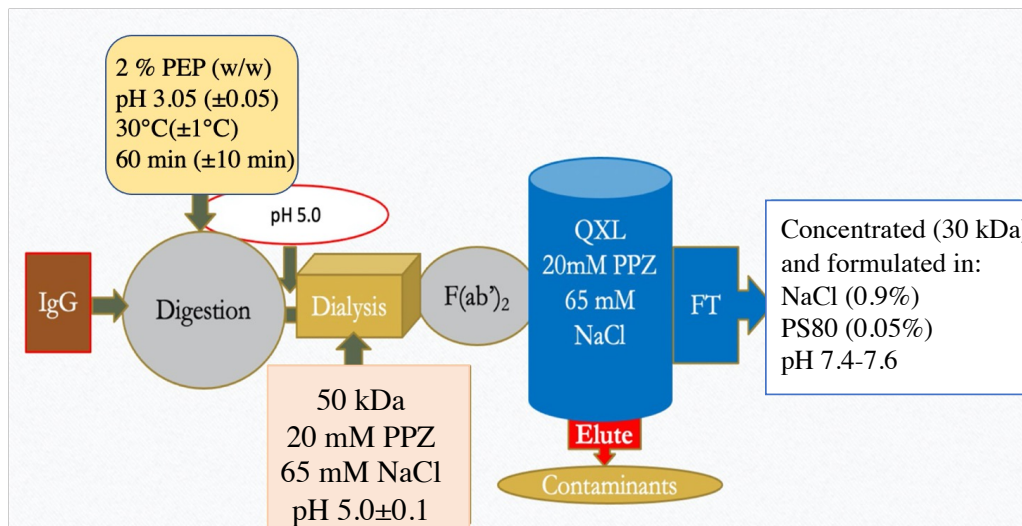 2 % PEP (w/w)
pH 3.05 (±0.05)
30°C(±1°C)
60 min (±10 min)
pH 5.0
IgG
Digestion
Dialysis
50 kDa
20 mM PPZ
65 mM NaCl
pH 5.0±0.1
F(ab’)2
QXL
20mM PPZ
65 mM
NaCl
Elute
Contaminants
FT
Concentrated (30 kDa)
and formulated in:
NaCl (0.9%)
PS80 (0.05%)
pH 7.4-7.6